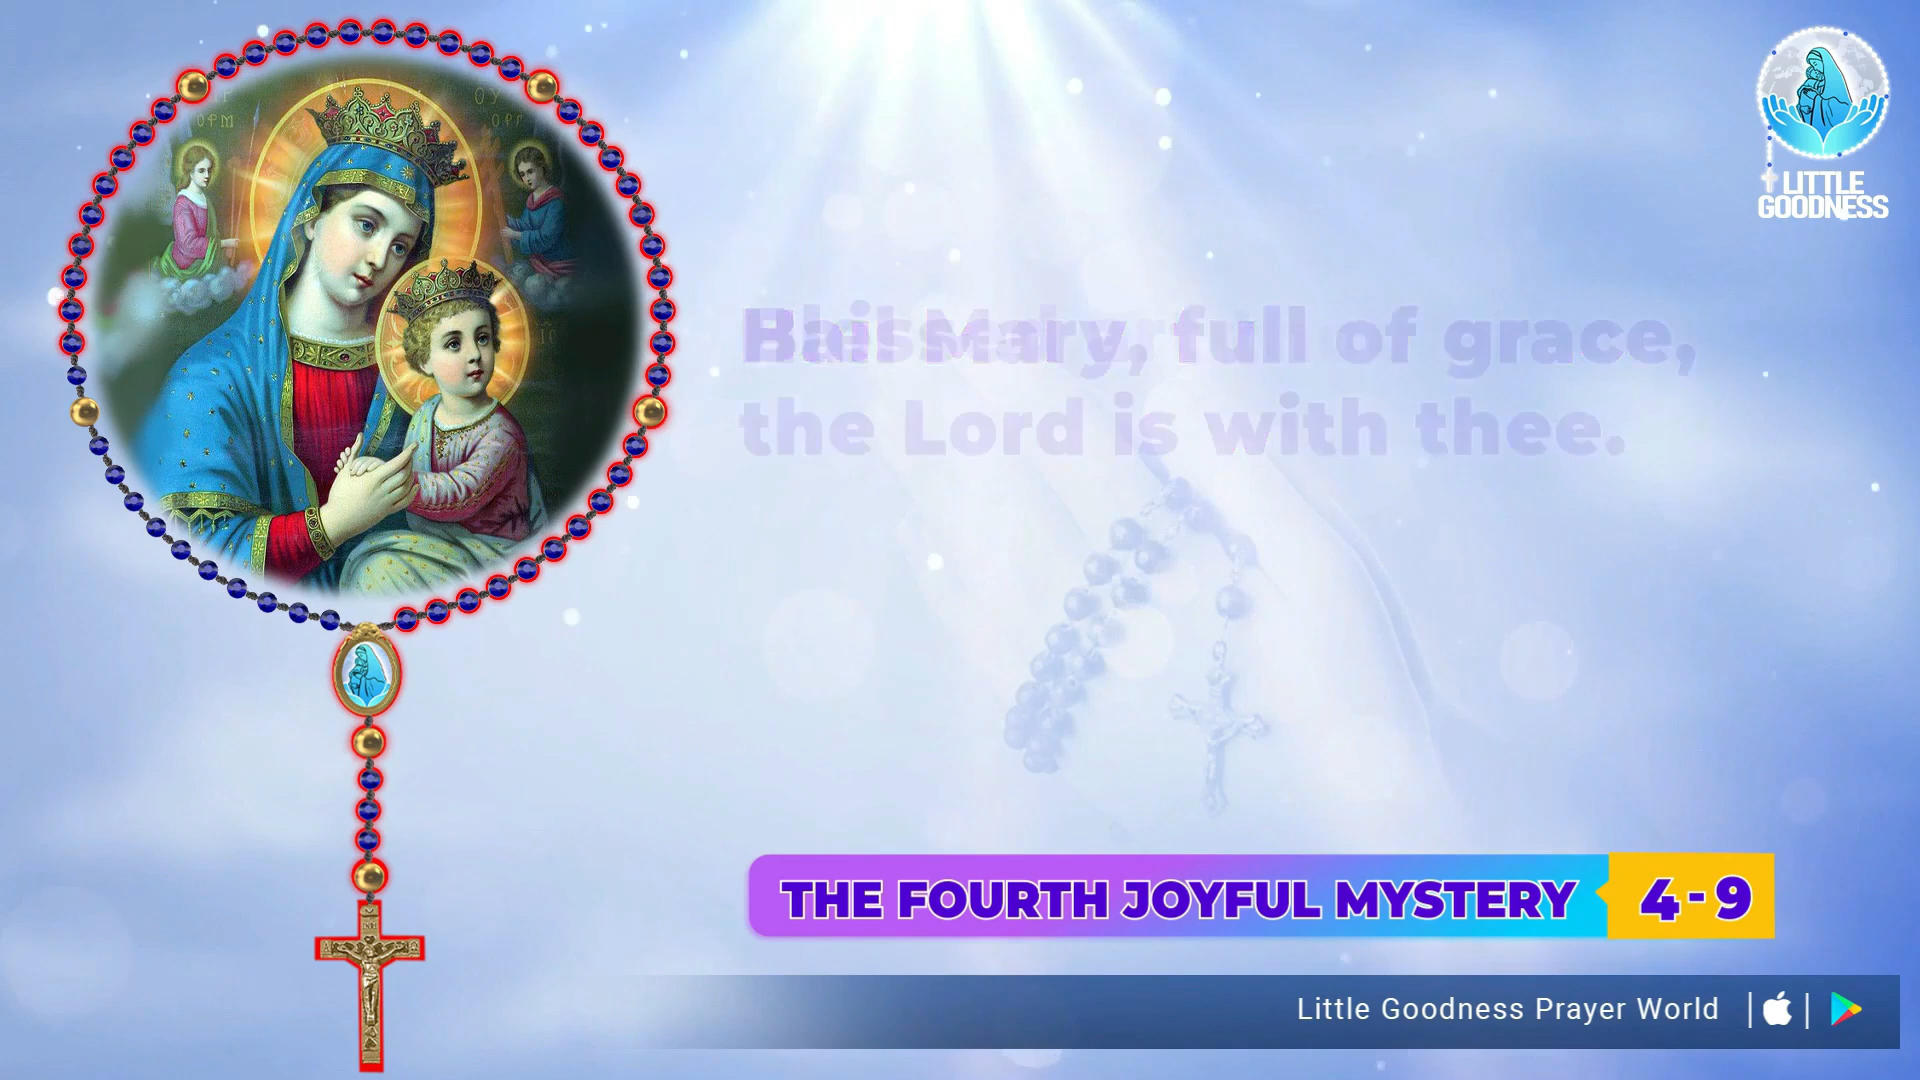 LITTLE
GOODNESS
Hail Mary, full of grace,
the Lord is with thee.
THE FOURTH JOYFUL MYSTERY 4-9
Little Goodness Prayer World